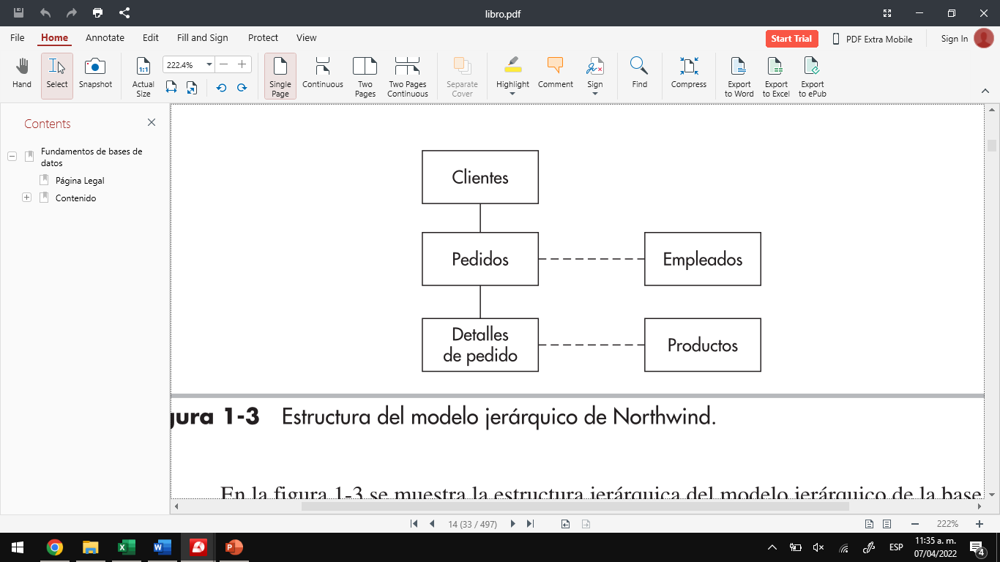 libro.pdf
File Home Annotate Edit Fill and Sign Protect View
Start Trial PDF Extra Mobile Sign In
222.4%
Hand Select Snapshot Actual Size Single Page Continuous Two Pages Two Pages Continuous Separate Cover Highlight Comment Sign Find Compress Export to Word Export to Excel Export to ePub
1:1
Contents
Fundamentos de bases de
datos
Página Legal
Contenido
Clientes
Pedidos
Empleados
Detalles
de pedido
Productos
gura 1-3 Estructura del modelo jerárquico de Northwind.
En la figura 1-3 se muestra la estructura jerárquica del modelo jerárquico de la base
14 (33 / 497)
222%
ESP
11:35 a. m.
07/04/2022
4